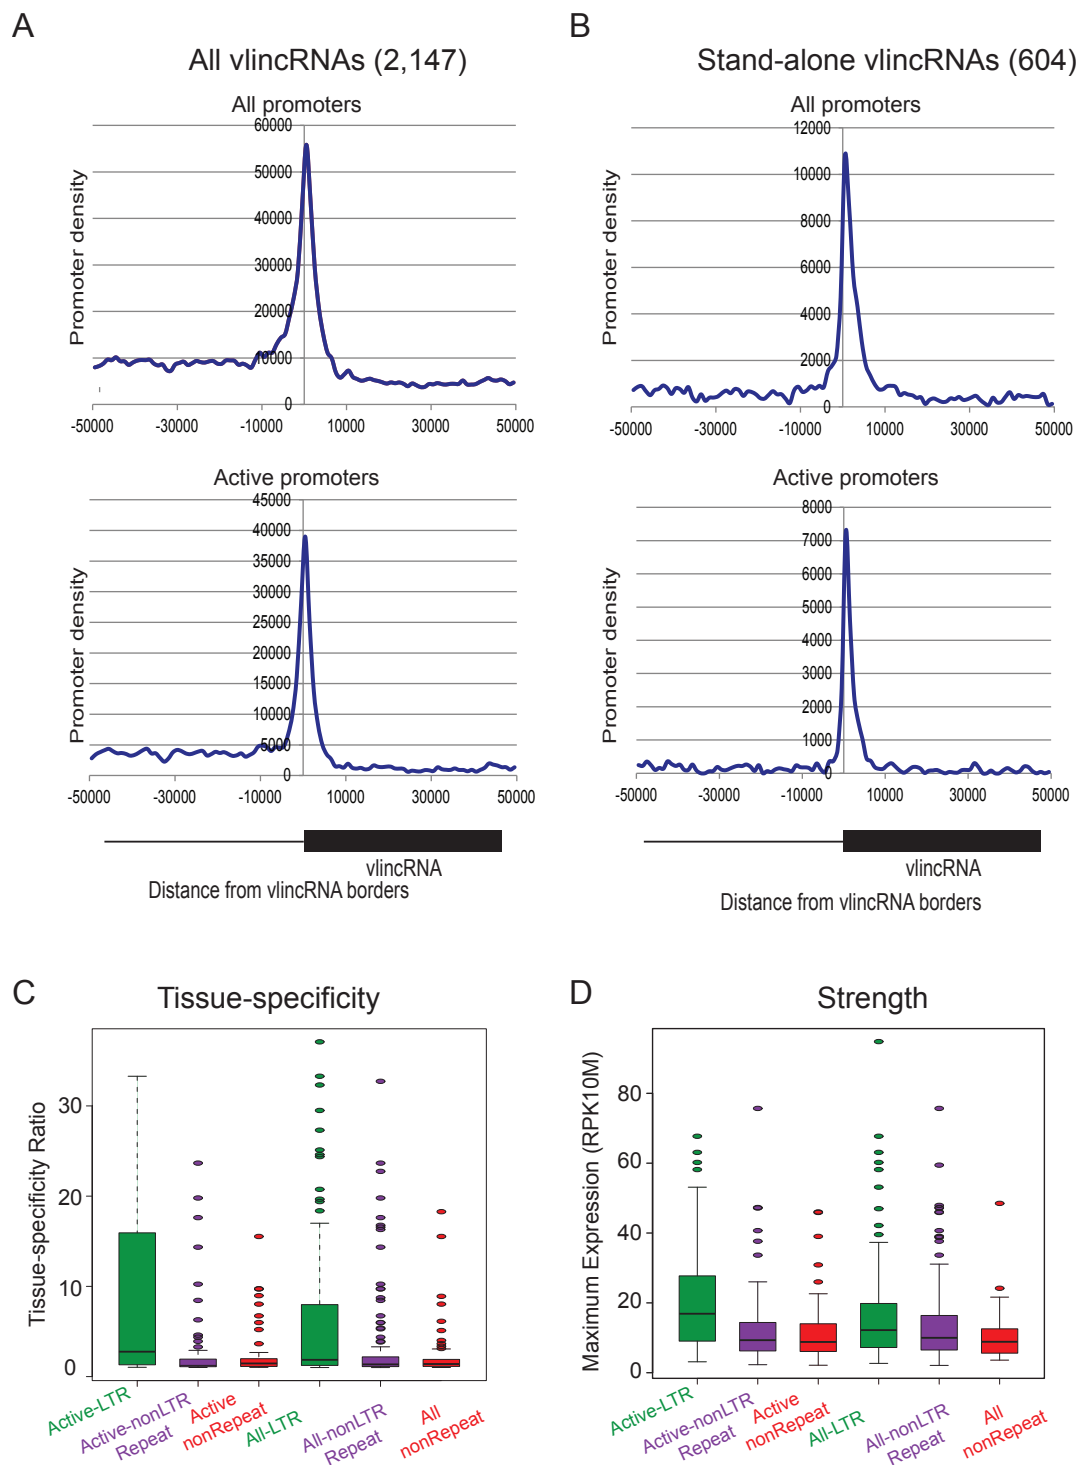 A
All vlincRNAs (2,147)
All promoters
Promoter density
60000
50000
40000
30000
20000
10000
0
-50000 -30000 -10000 10000 30000 50000
Active promoters
Promoter density
45000
40000
35000
30000
25000
20000
15000
10000
5000
0
-50000 -30000 -10000 10000 30000 50000
vlincRNA
Distance from vlincRNA borders
B
Stand-alone vlincRNAs (604)
All promoters
Promoter density
12000
10000
8000
6000
4000
2000
0
-50000 -30000 -10000 10000 30000 50000
Active promoters
Promoter density
8000
7000
6000
5000
4000
3000
2000
1000
0
-50000 -30000 -10000 10000 30000 50000
vlincRNA
Distance from vlincRNA borders
C
Tissue-specificity
Tissue-specificity Ratio
30
20
10
0
Active-LTR
Active-nonLTR
Repeat
Active
nonRepeat
All-LTR
All-nonLTR
Repeat
All
nonRepeat
D
Strength
Maximum Expression (RPK10M)
80
60
40
20
0
Active-LTR
Active-nonLTR
Repeat
Active
nonRepeat
All-LTR
All-nonLTR
Repeat
All
nonRepeat